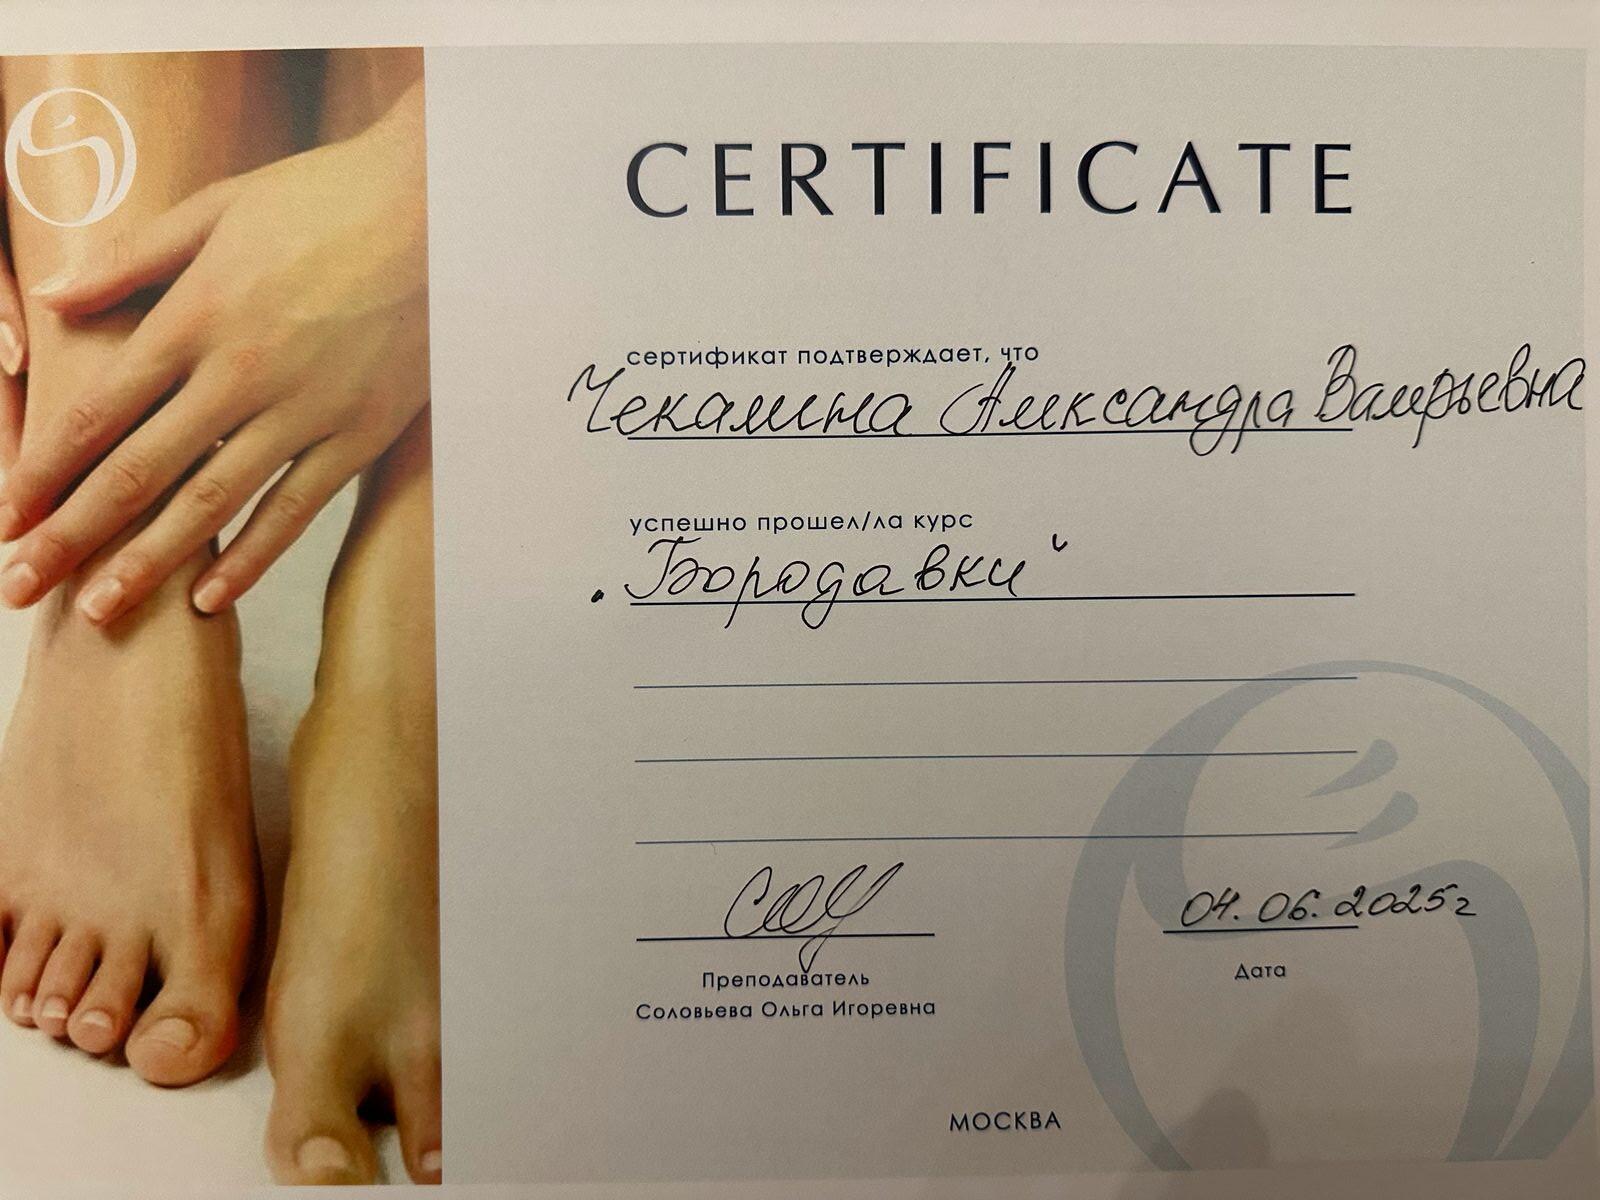 CERTIFICATE
сертификат подтверждает, что
Чекалина Александра Валерьевна
успешно прошел/ла курс
"Бородавки"
Преподаватель
Соловьева Ольга Игоревна
04.06.2025г
Дата
МОСКВА